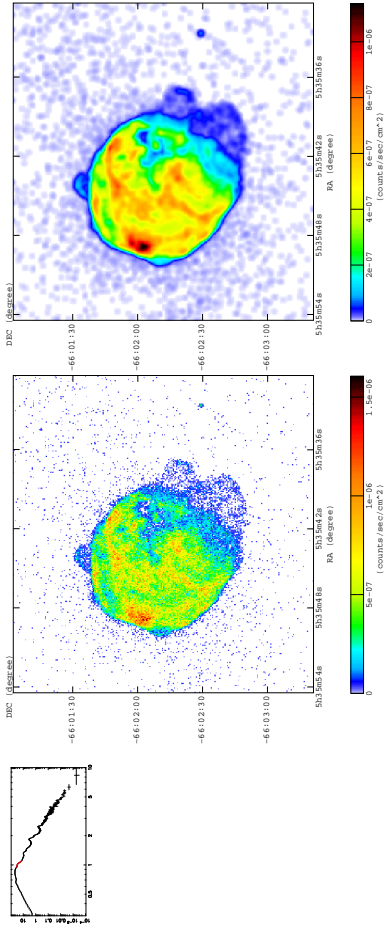 10
1
0.5 1 2 5 10
DEC (degree)
-66:01:30
-66:02:00
-66:02:30
-66:03:00
5h35m54s 5h35m48s 5h35m42s 5h35m36s
RA (degree)
0 5e-07 1e-06 1.5e-06
(counts/sec/cm^2)
DEC (degree)
-66:01:30
-66:02:00
-66:02:30
-66:03:00
5h35m54s 5h35m48s 5h35m42s 5h35m36s
RA (degree)
0 2e-07 4e-07 6e-07 8e-07 1e-06
(counts/sec/cm^2)